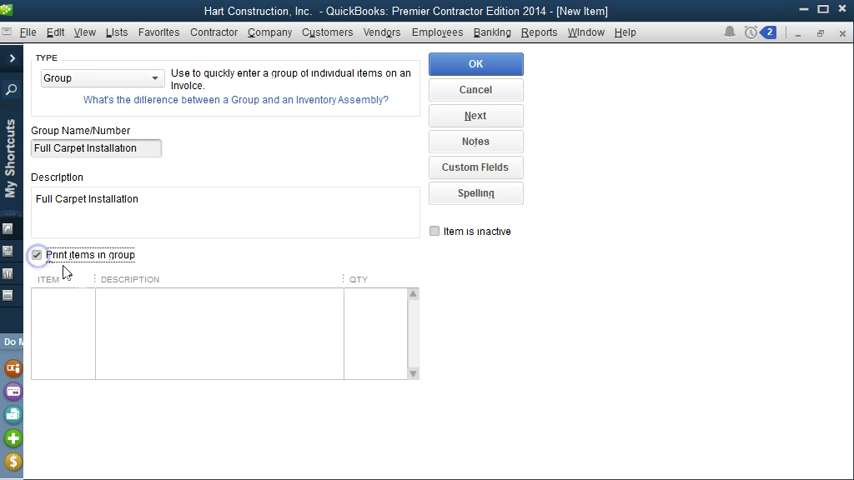 Hart Construction, Inc. - QuickBooks: Premier Contractor Edition 2014 - [New Item]
File Edit View Lists Favorites Contractor Company Customers Vendors Employees Banking Reports Window Help 2
My Shortcuts
Do M
TYPE
Group
Use to quickly enter a group of individual items on an
Invoice.
What's the difference between a Group and an Inventory Assembly?
Group Name/Number
Full Carpet Installation
Description
Full Carpet Installation
Print items in group
ITEM DESCRIPTION QTY
OK
Cancel
Next
Notes
Custom Fields
Spelling
Item is inactive